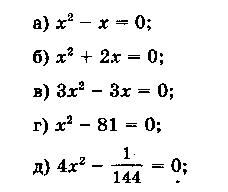 а) x² − x = 0;
б) x² + 2x = 0;
в) 3x² − 3x = 0;
г) x² − 81 = 0;
д) 4x² − 1/144 = 0;